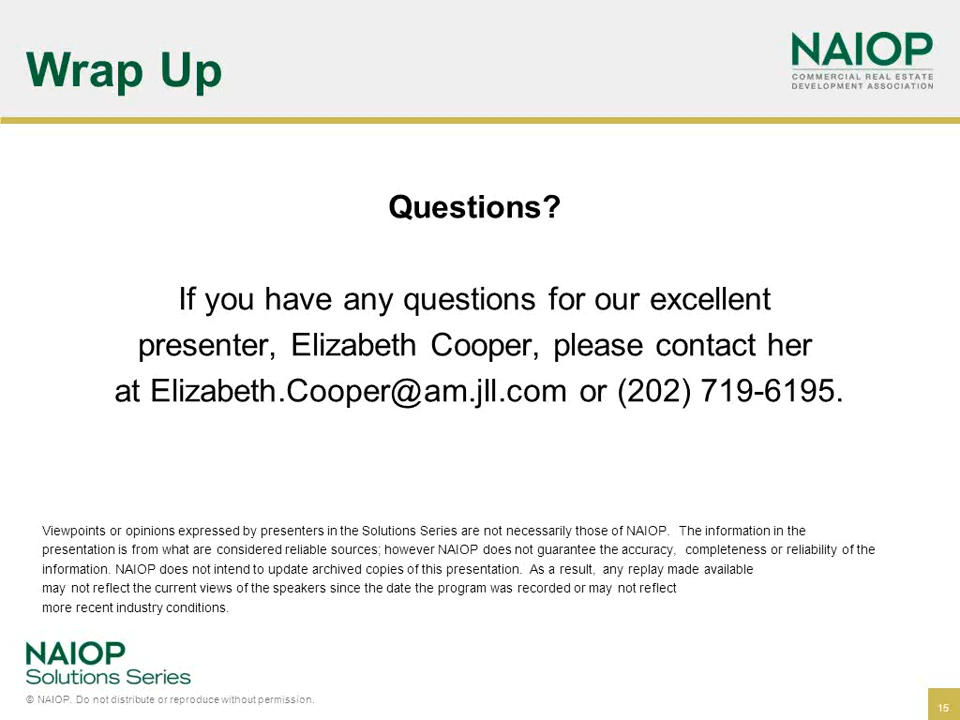 Wrap Up
NAIOP
COMMERCIAL REAL ESTATE
DEVELOPMENT ASSOCIATION
Questions?
If you have any questions for our excellent
presenter, Elizabeth Cooper, please contact her
at Elizabeth.Cooper@am.jll.com or (202) 719-6195.
Viewpoints or opinions expressed by presenters in the Solutions Series are not necessarily those of NAIOP. The information in the
presentation is from what are considered reliable sources; however NAIOP does not guarantee the accuracy, completeness or reliability of the
information. NAIOP does not intend to update archived copies of this presentation. As a result, any replay made available
may not reflect the current views of the speakers since the date the program was recorded or may not reflect
more recent industry conditions.
NAIOP
Solutions Series
© NAIOP. Do not distribute or reproduce without permission.
15